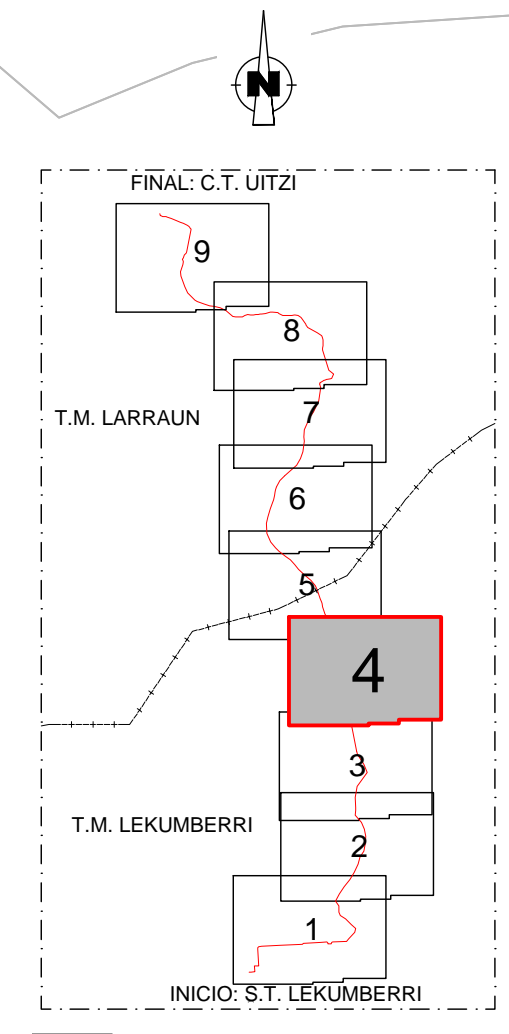 N
FINAL: C.T. UITZI
9
8
T.M. LARRAUN
7
6
5
4
3
T.M. LEKUMBERRI
2
1
INICIO: S.T. LEKUMBERRI